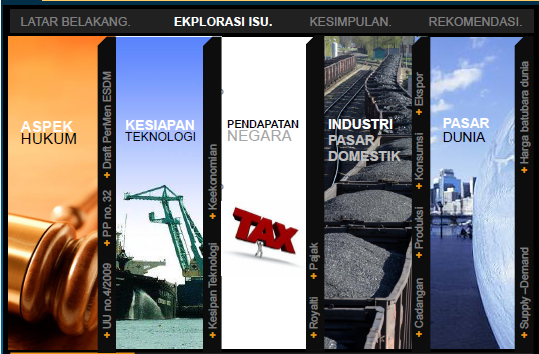 LATAR BELAKANG.
EKSPLORASI ISU.
KESIMPULAN.
REKOMENDASI.
ASPEK
HUKUM
+ UU no.4/2009 + PP no. 32 + Draft PerMen ESDM
KESIAPAN
TEKNOLOGI
+ Kesipan Teknologi + Keekonomian
PENDAPATAN
NEGARA
TAX
+ Royalti + Pajak
INDUSTRI
PASAR
DOMESTIK
+ Cadangan + Produksi + Konsumsi + Ekspor
PASAR
DUNIA
+ Supply –Demand + Harga batubara dunia